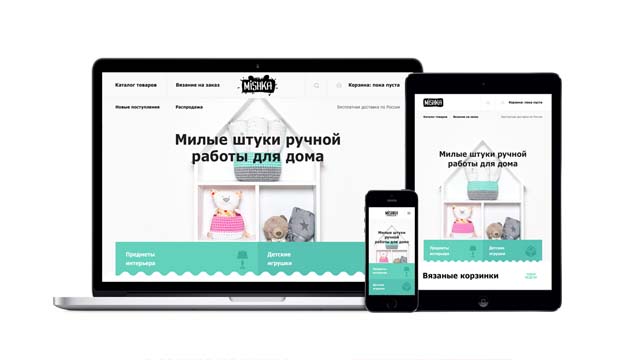 Каталог товаров
Вязание на заказ
MISHKA
Корзина: пока пуста
Новые поступления
Распродажа
Бесплатная доставка по России
Милые штуки ручной
работы для дома
Предметы
интерьера
Детские
игрушки
MISHKA
Корзина: пока пуста
Каталог товаров
Вязание на заказ
Бесплатная доставка по России
Милые штуки ручной
работы для дома
Предметы
интерьера
Детские
игрушки
Вязаные корзинки
MISHKA
Милые штуки
ручной
работы для дома
Предметы
интерьера
Детские
игрушки